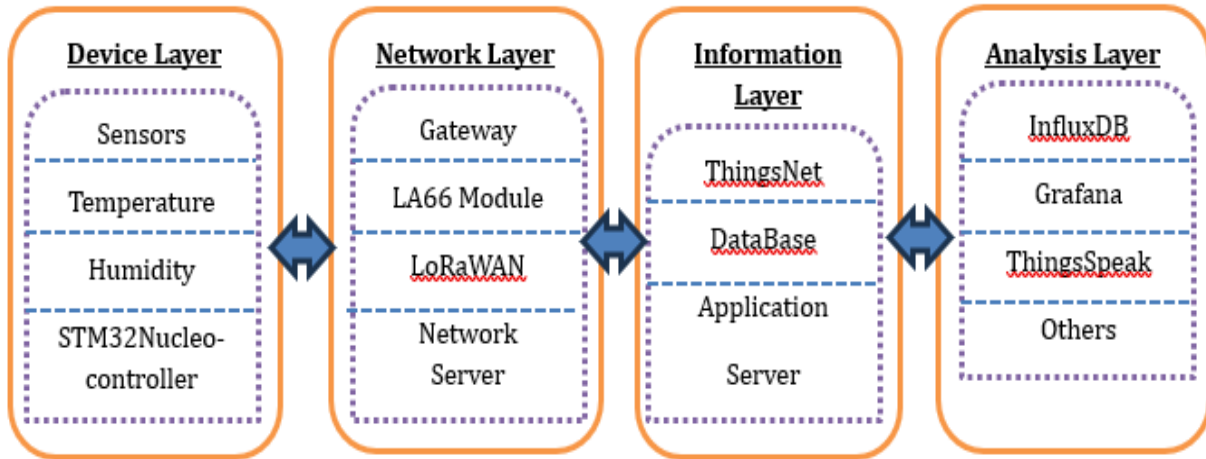 Device Layer
Sensors
Temperature
Humidity
STM32Nucleo-
controller
Network Layer
Gateway
LA66 Module
LoRaWAN
Network
Server
Information
Layer
ThingsNet
DataBase
Application
Server
Analysis Layer
InfluxDB
Grafana
ThingsSpeak
Others